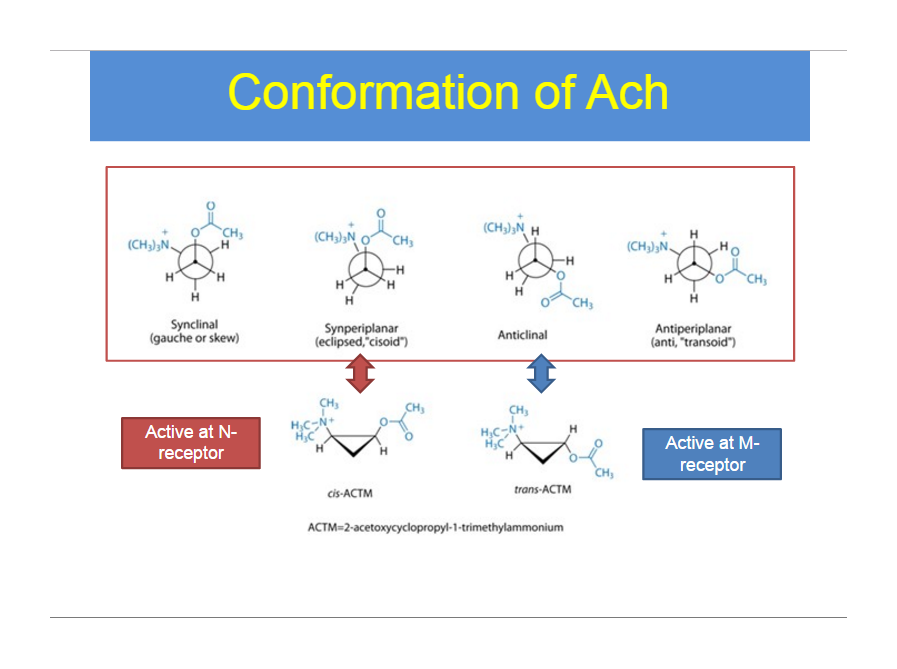 Conformation of Ach
O
+
(CH₃)₃N
O
CH₃
H
H
H
H
Synclinal
(gauche or skew)
O
+
(CH₃)₃N
O
CH₃
H
H
H
H
Synperiplanar
(eclipsed,"cisoid")
+
(CH₃)₃N
H
H
H
O
H
O
CH₃
Anticlinal
+
(CH₃)₃N
H
H
O
H
O
CH₃
H
Antiperiplanar
(anti, "transoid")
Active at N-
receptor
CH₃
H₃C
N+
H₃C
H
O
CH₃
O
H
cis-ACTM
CH₃
H₃C
N+
H₃C
H
H
O
O
CH₃
trans-ACTM
Active at M-
receptor
ACTM=2-acetoxycyclopropyl-1-trimethylammonium